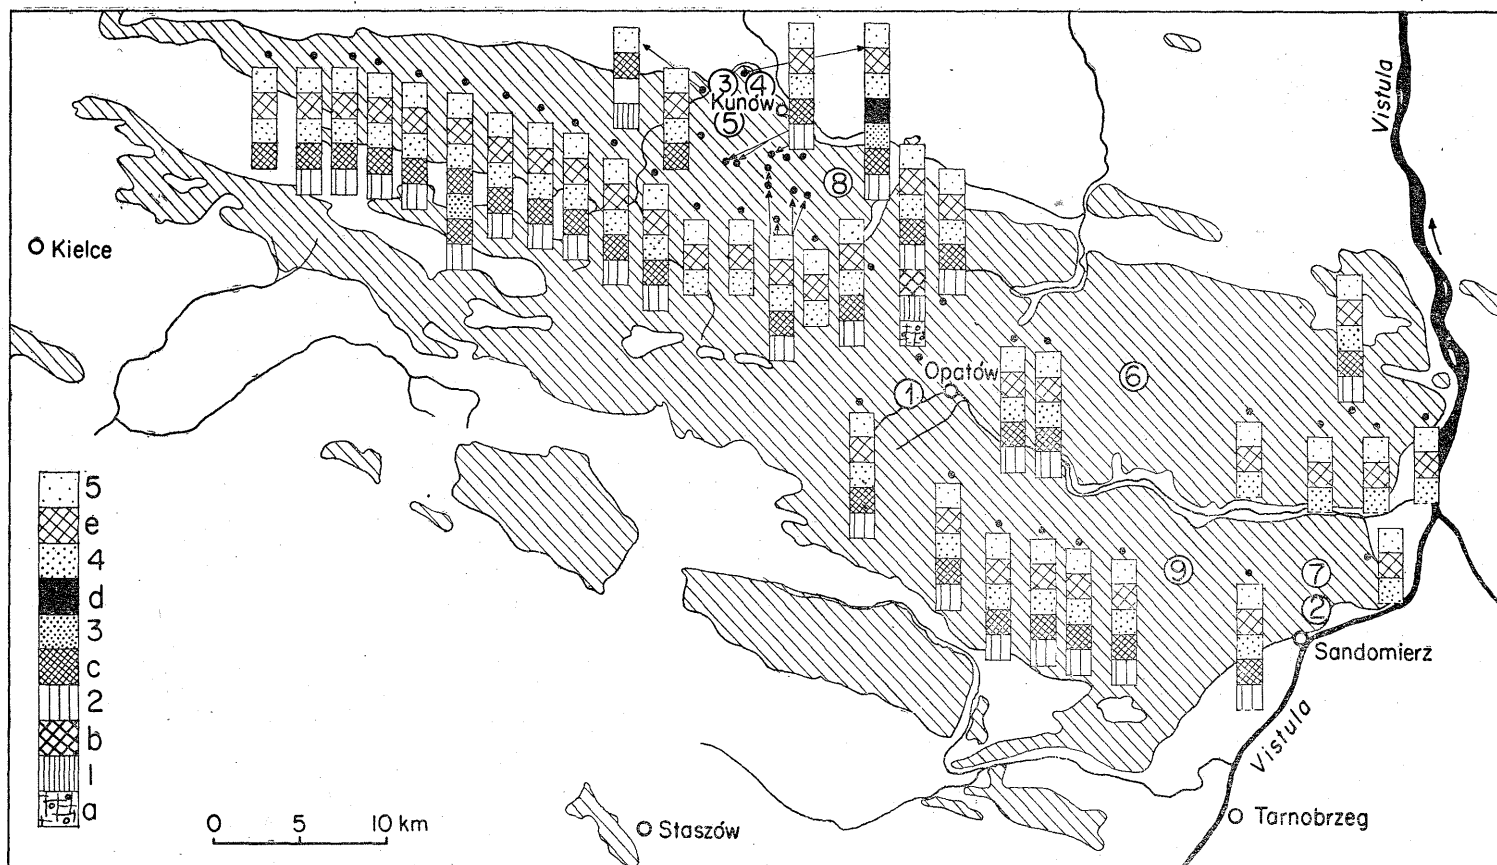 Vistula
③ ④
Kunów
⑤
⑧
Kielce
Opatów
①
⑥
5
e
4
d
3
c
2
b
1
a
⑨
⑦
②
Sandomierz
Vistula
0 5 10 km
Staszów
Tarnobrzeg